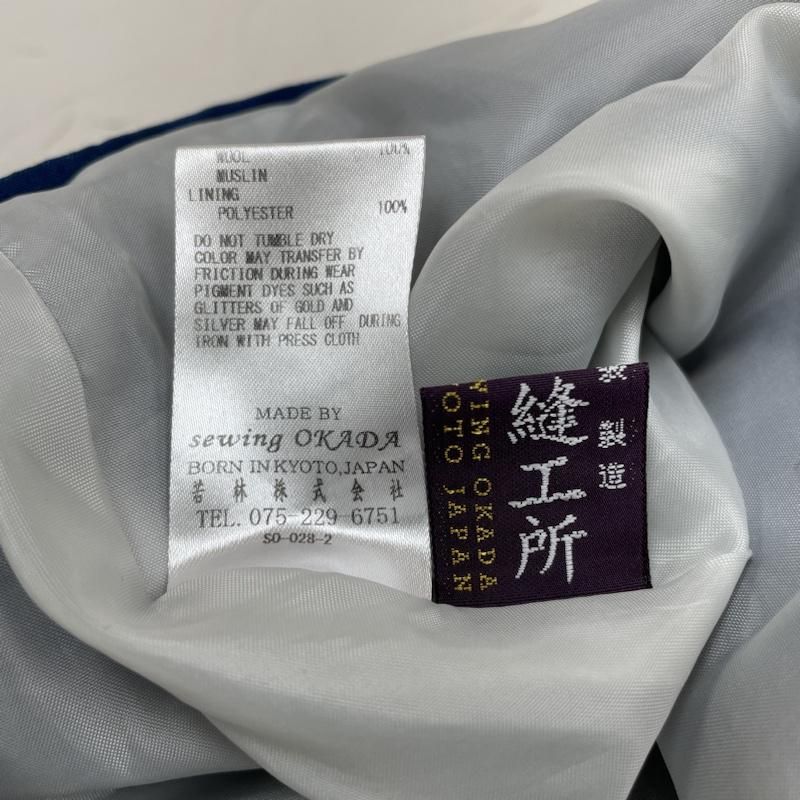 WOOL 100%
MUSLIN
LINING
POLYESTER 100%
DO NOT TUMBLE DRY
COLOR MAY TRANSFER BY
FRICTION DURING WEAR
PIGMENT DYES SUCH AS
GLITTERS OF GOLD AND
SILVER MAY FALL OFF DURING
IRON WITH PRESS CLOTH
MADE BY
sewing OKADA
BORN IN KYOTO, JAPAN
若林株式会社
TEL. 075-229-6751
SO-028-2
製造
縫工所
WING OKADA
YOTO JAPAN